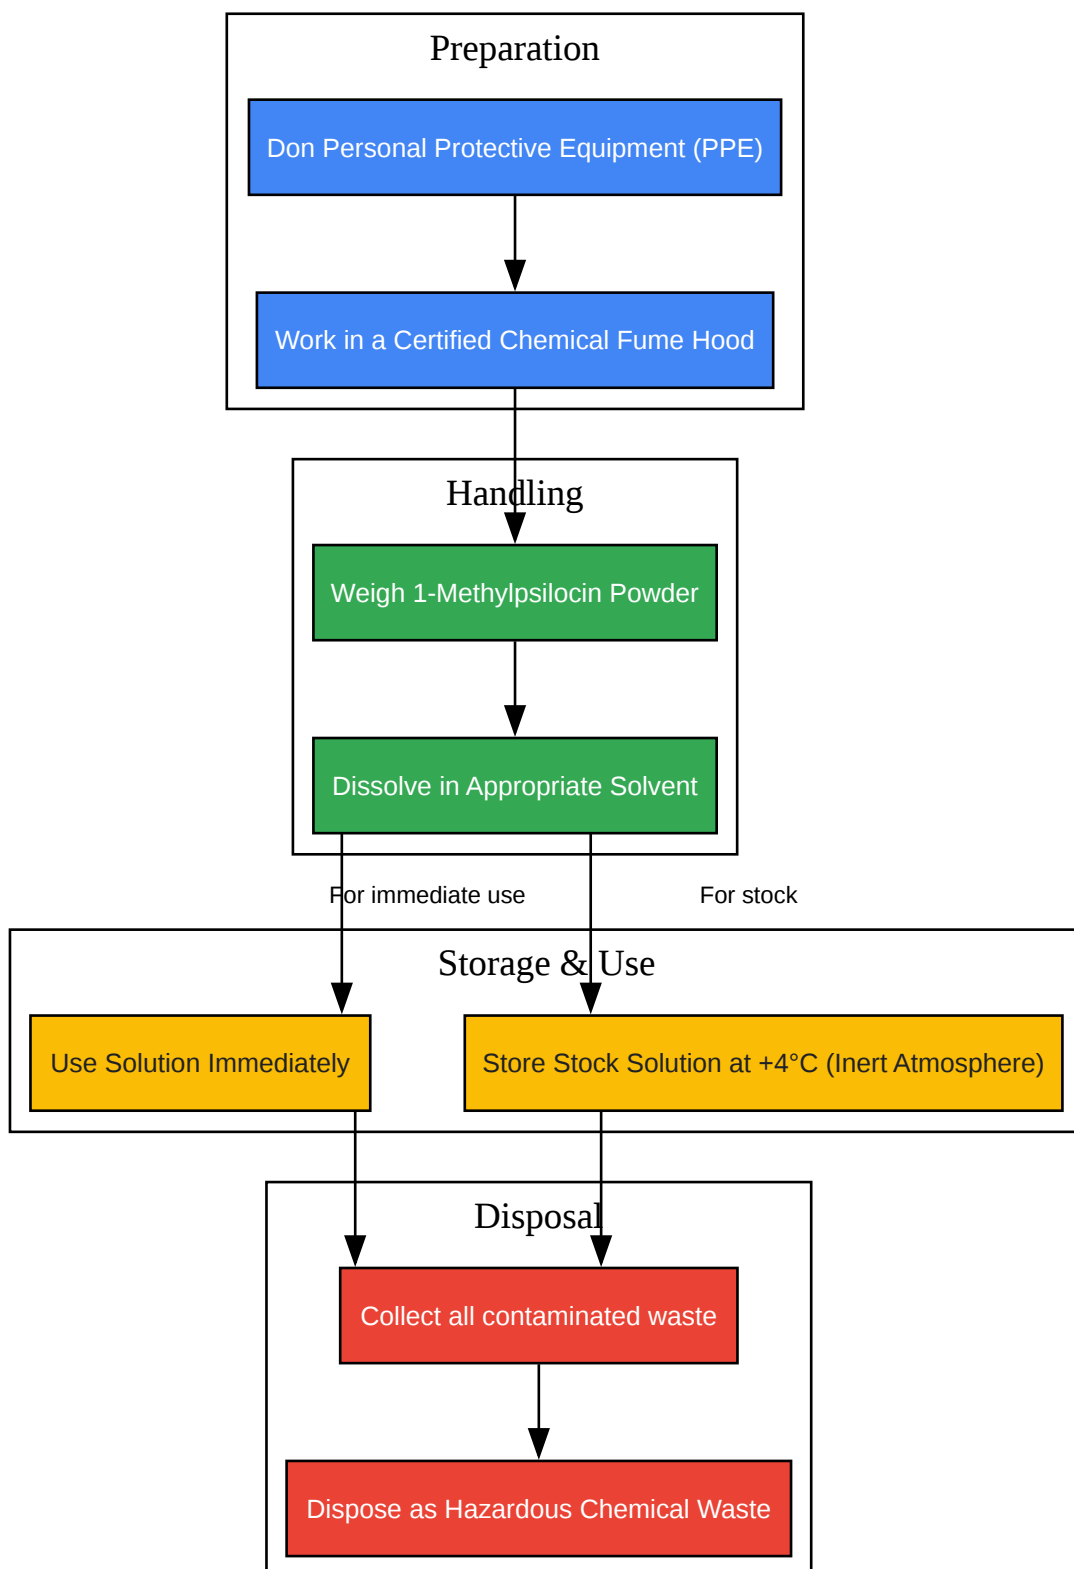 Preparation
Don Personal Protective Equipment (PPE)
Work in a Certified Chemical Fume Hood
Handling
Weigh 1-Methylpsilocin Powder
Dissolve in Appropriate Solvent
For immediate use
For stock
Storage & Use
Use Solution Immediately
Store Stock Solution at +4°C (Inert Atmosphere)
Disposal
Collect all contaminated waste
Dispose as Hazardous Chemical Waste